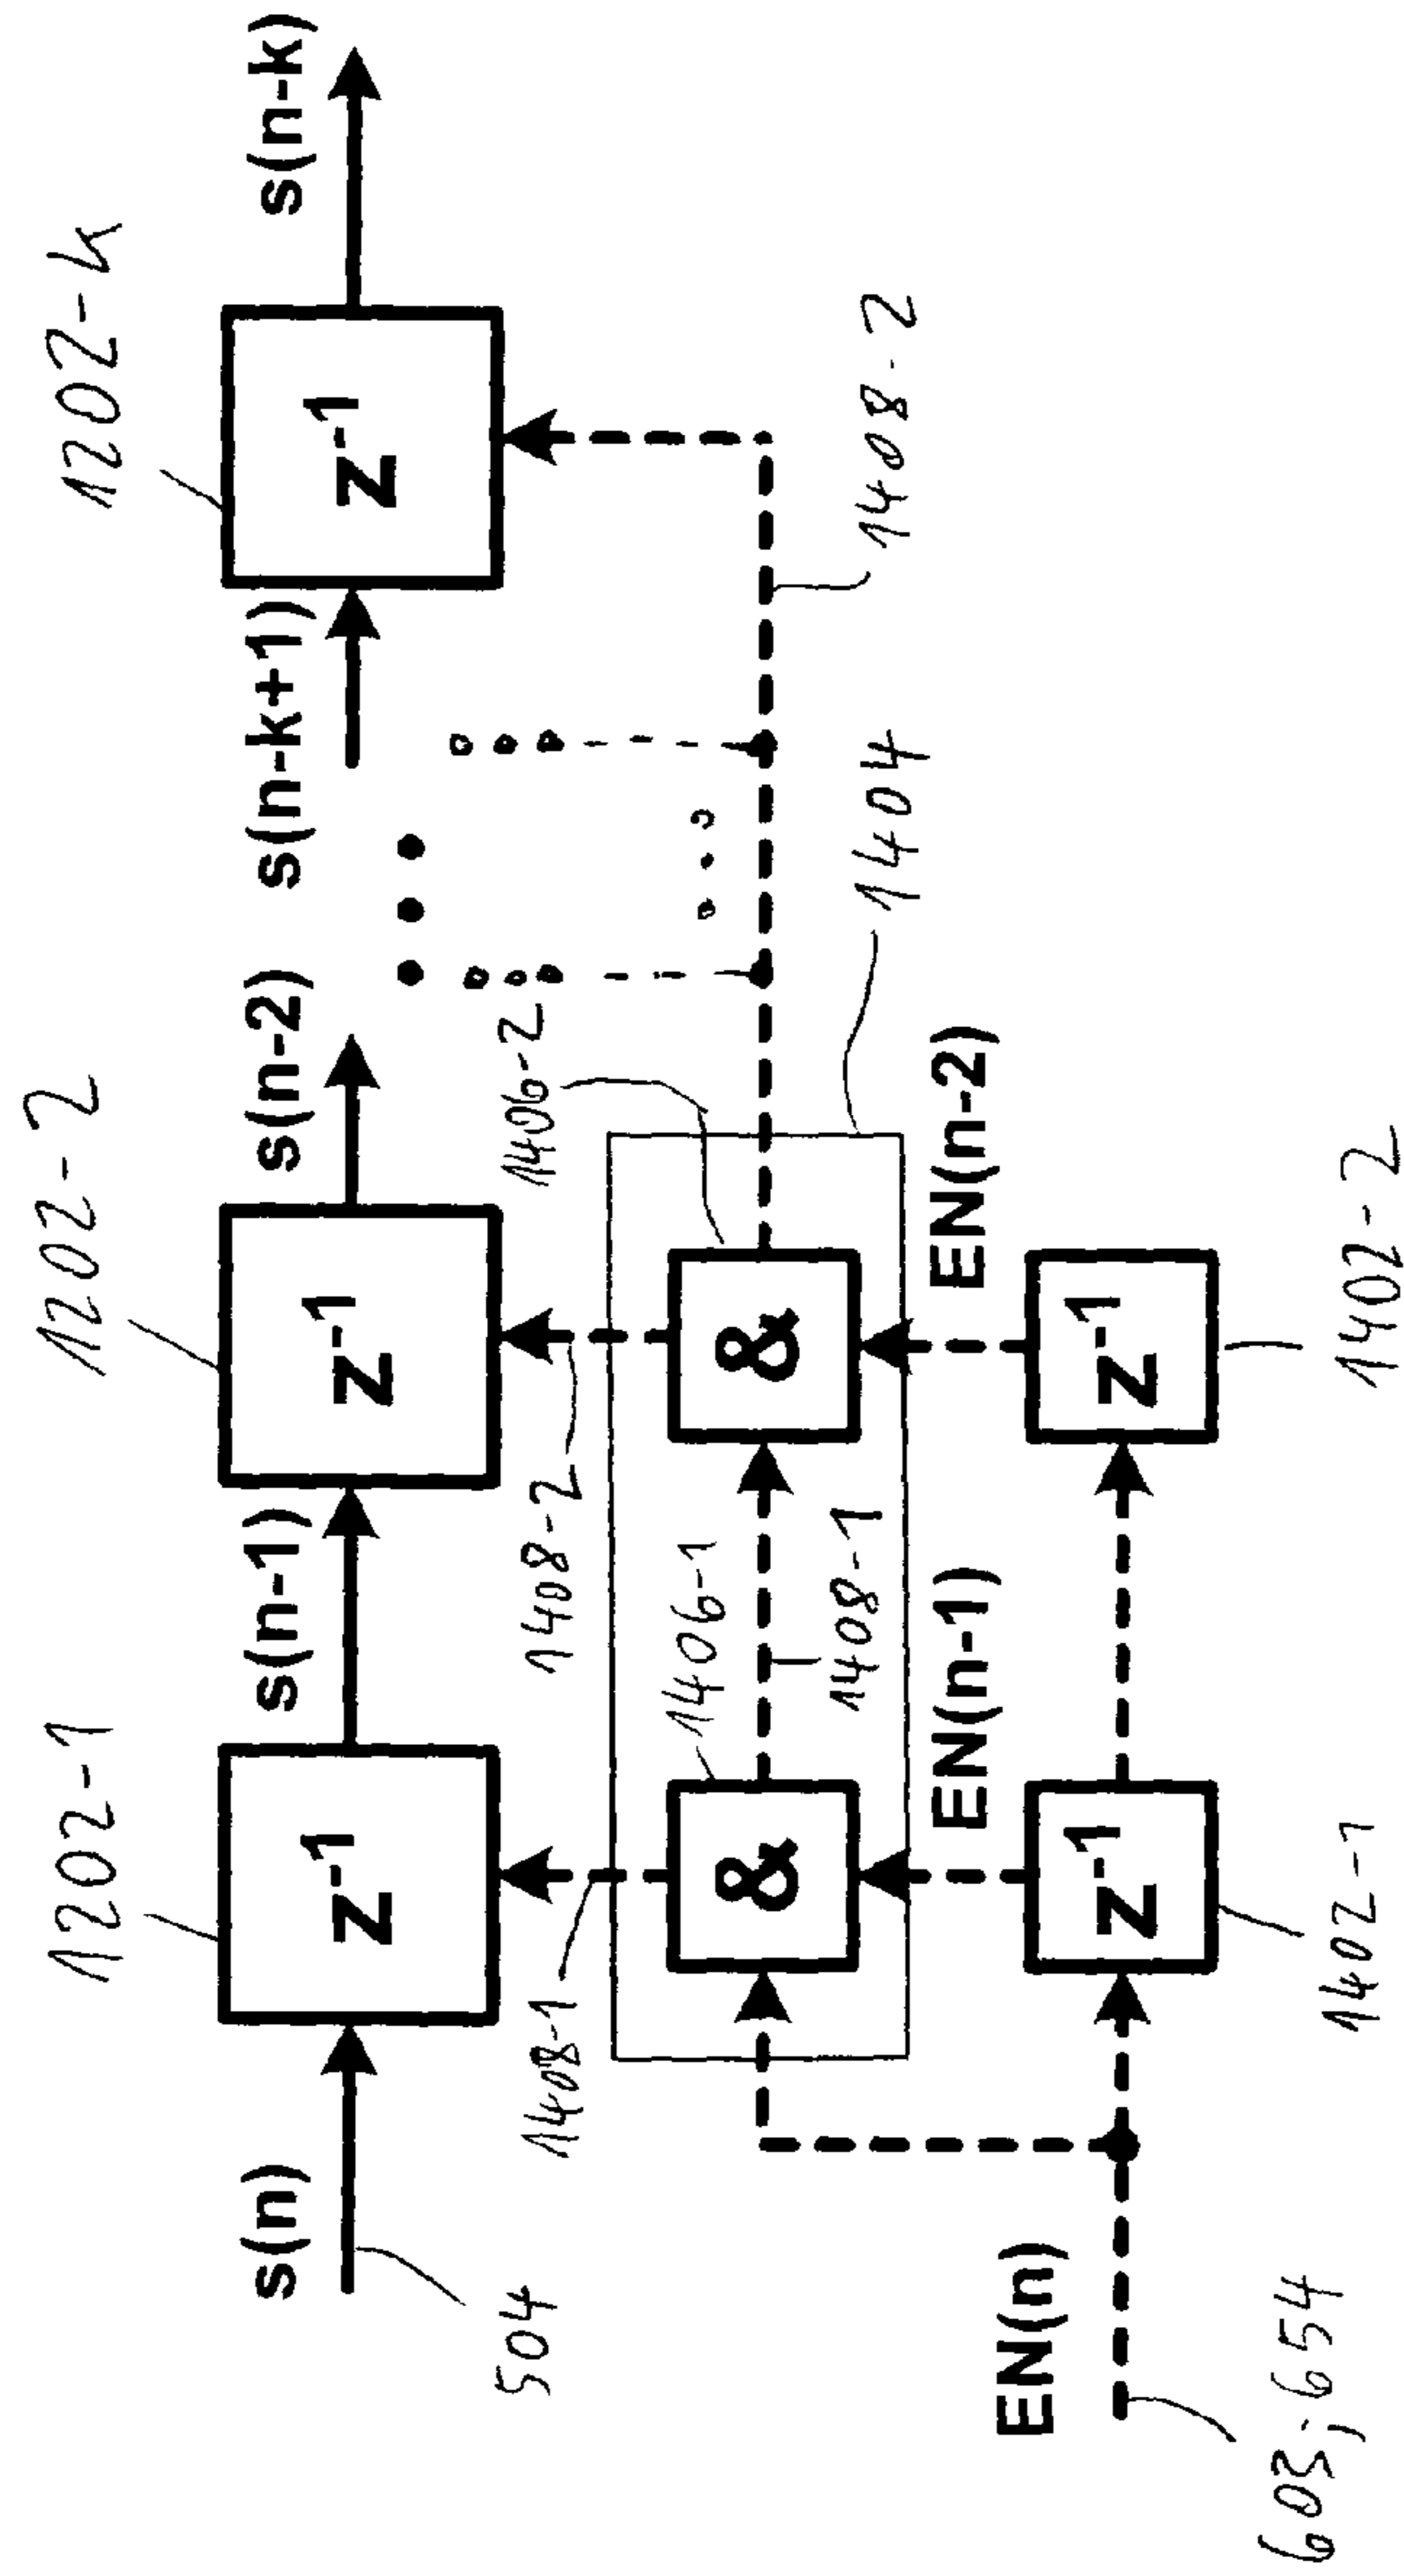 1202-1
1202-2
1202-k
s(n)
s(n-1)
s(n-2)
s(n-k+1)
s(n-k)
z⁻¹
z⁻¹
z⁻¹
504
1408-1
1408-2
1406-2
1406-1
&
&
1408-1
1408-2
1404
EN(n-1)
EN(n-2)
EN(n)
z⁻¹
z⁻¹
603; 654
1402-1
1402-2